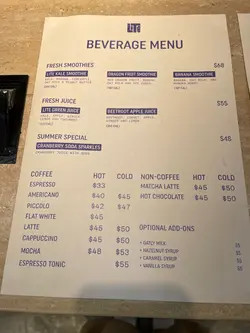 BEVERAGE MENU
FRESH SMOOTHIES $60
LITE KALE SMOOTHIE DRAGON FRUIT SMOOTHIE BANANA SMOOTHIE
FRESH JUICE $55
LITE GREEN JUICE BEETROOT APPLE JUICE
SUMMER SPECIAL $45
CRANBERRY SODA SPARKLES
COFFEE HOT COLD NON-COFFEE HOT COLD
ESPRESSO $33 MATCHA LATTE $45 $50
AMERICANO $40 $45 HOT CHOCOLATE $45 $50
PICCOLO $42 $47
FLAT WHITE $45
LATTE $45 $50 OPTIONAL ADD-ONS
CAPPUCCINO $45 $50 + OATLY MILK
MOCHA $48 $53 + HAZELNUT SYRUP
ESPRESSO TONIC $55 + CARAMEL SYRUP
+ VANILLA SYRUP